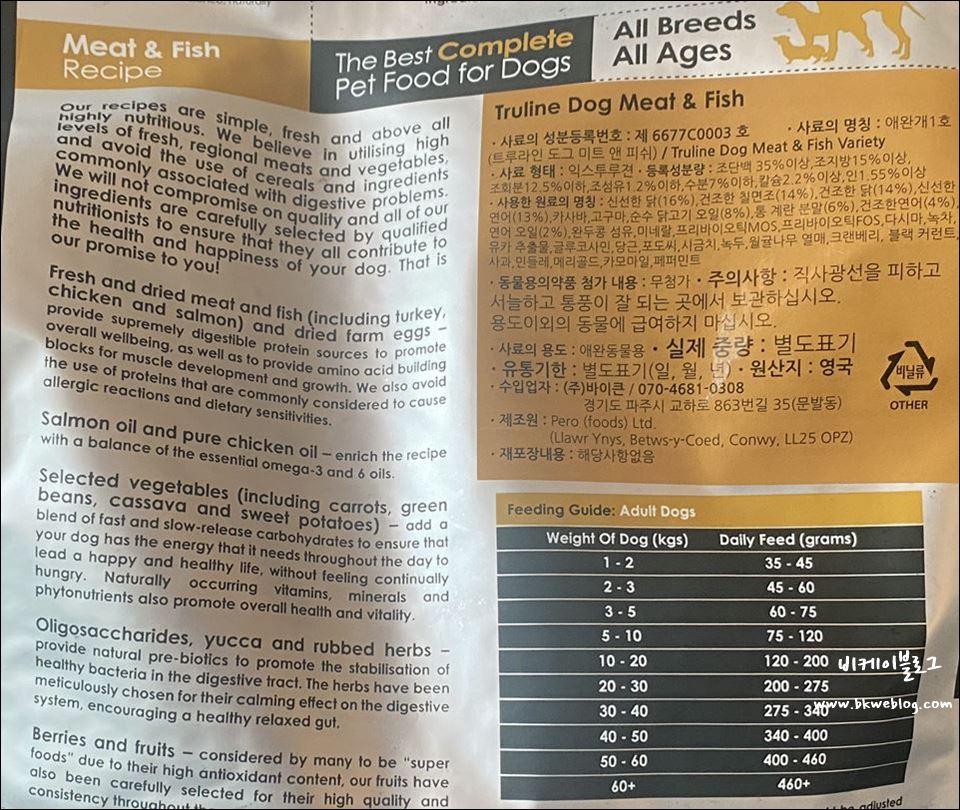 Meat & Fish
Recipe
The Best Complete
Pet Food for Dogs
All Breeds
All Ages
Our recipes are simple, fresh and above all
highly nutritious. We believe in utilising high
levels of fresh, regional meats and vegetables,
and avoid the use of cereals and ingredients
commonly associated with digestive problems.
We will not compromise on quality and all of our
ingredients are carefully selected by qualified
nutritionists to ensure that they all contribute to
the health and happiness of your dog. That is
our promise to you!
Fresh and dried meat and fish (including turkey,
chicken and salmon) and dried farm eggs –
provide supremely digestible protein sources to promote
overall wellbeing, as well as to provide amino acid building
blocks for muscle development and growth. We also avoid
the use of proteins that are commonly considered to cause
allergic reactions and dietary sensitivities.
Salmon oil and pure chicken oil – enrich the recipe
with a balance of the essential omega-3 and 6 oils.
Selected vegetables (including carrots, green
beans, cassava and sweet potatoes) – add a
blend of fast and slow-release carbohydrates to ensure that
your dog has the energy that it needs throughout the day to
lead a happy and healthy life, without feeling continually
hungry. Naturally occurring vitamins, minerals and
phytonutrients also promote overall health and vitality.
Oligosaccharides, yucca and rubbed herbs –
provide natural pre-biotics to promote the stabilisation of
healthy bacteria in the digestive tract. The herbs have been
meticulously chosen for their calming effect on the digestive
system, encouraging a healthy relaxed gut.
Berries and fruits – considered by many to be "super
foods" due to their high antioxidant content, our fruits have
also been carefully selected for their high quality and
consistency throughout
Truline Dog Meat & Fish
· 사료의 성분등록번호 : 제 6677C0003 호 · 사료의 명칭 : 애완개1호
(트루라인 도그 미트 앤 피쉬) / Truline Dog Meat & Fish Variety
· 사료 형태 : 익스트루젼 · 등록성분량 : 조단백 35%이상,조지방15%이상,
조회분12.5%이하,조섬유1.2%이하,수분7%이하,칼슘2.2%이상,인1.55%이상
· 사용한 원료의 명칭 : 신선한 닭(16%),건조한 칠면조(14%),건조한 닭(14%),신선한
연어(13%),카사바,고구마,순수 닭고기 오일(8%),통 계란 분말(6%),건조한연어(4%),
연어 오일(2%),완두콩 섬유,미네랄,프리바이오틱MOS,프리바이오틱FOS,다시마,녹차,
유카 추출물,글루코사민,당근,포도씨,시금치,녹두,월귤나무 열매,크랜베리, 블랙 커런트,
사과,민들레,메리골드,카모마일,페퍼민트
· 동물용의약품 첨가 내용 : 무첨가 · 주의사항 : 직사광선을 피하고
서늘하고 통풍이 잘 되는 곳에서 보관하십시오.
용도이외의 동물에 급여하지 마십시오.
· 사료의 용도 : 애완동물용 · 실제 중량 : 별도표기
· 유통기한 : 별도표기(일, 월, 년) · 원산지 : 영국
· 수입업자 : (주)바이컨 / 070-4681-0308
경기도 파주시 교하로 863번길 35(문발동)
· 제조원 : Pero (foods) Ltd.
(Llawr Ynys, Betws-y-Coed, Conwy, LL25 OPZ)
· 재포장내용 : 해당사항없음
비닐류
OTHER
Feeding Guide: Adult Dogs
Weight Of Dog (kgs) Daily Feed (grams)
1 - 2 35 - 45
2 - 3 45 - 60
3 - 5 60 - 75
5 - 10 75 - 120
10 - 20 120 - 200
20 - 30 200 - 275
30 - 40 275 - 340
40 - 50 340 - 400
50 - 60 400 - 460
60+ 460+
비케이블로그
www.bkweblog.com
adjusted